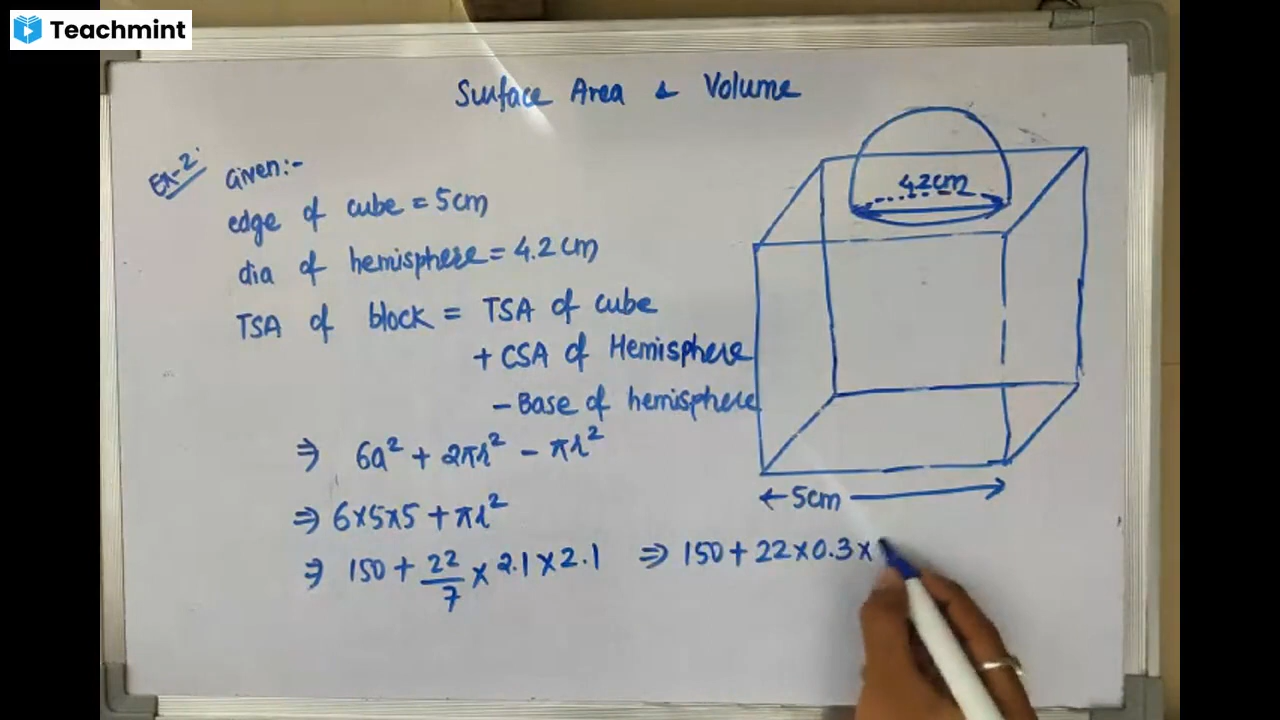 Teachmint
Surface Area & Volume
Ex-2.
Given:-
edge of cube = 5cm
dia of hemisphere = 4.2 cm
TSA of block = TSA of cube
+ CSA of Hemisphere
- Base of hemisphere
⇒ 6a² + 2πr² - πr²
⇒ 6×5×5 + πr²
⇒ 150 + 22/7 × 2.1 × 2.1 ⇒ 150 + 22 × 0.3 ×
4.2cm
← 5cm →